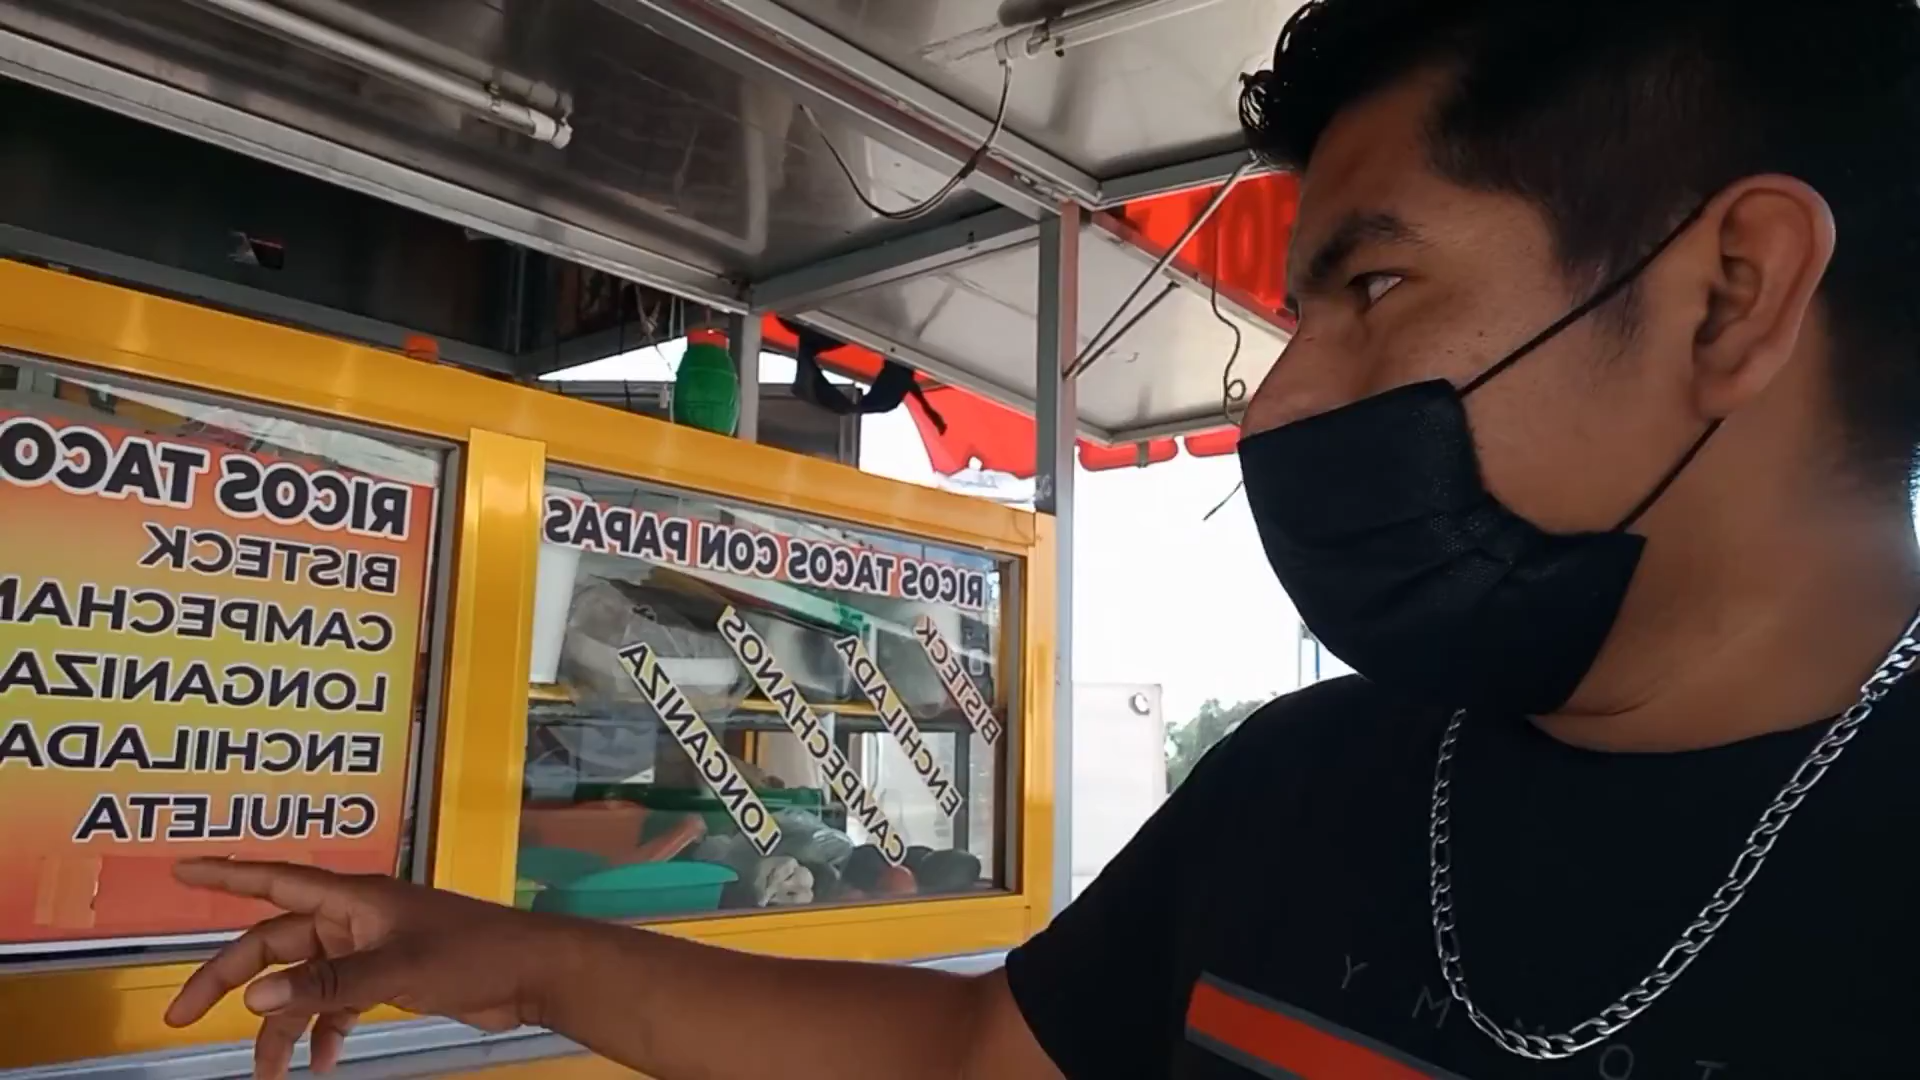 RICOS TACO
BISTECK
CAMPECHAN
LONGANIZA
ENCHILADA
CHULETA
RICOS TACOS CON PAPAS
BISTECK
ENCHILADA
CAMPECHANOS
LONGANIZA